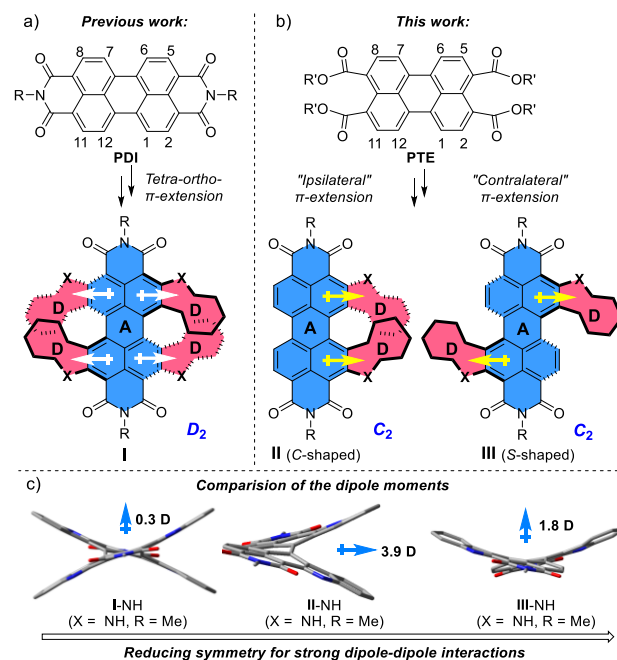 a)
Previous work:
O
O
8
7
6
5
R-N
N-R
O
O
11
12
1
2
PDI
Tetra-ortho-
π-extension
R
O
N
O
X
X
D
D
A
D
D
X
X
O
N
O
R
I
D2
b)
This work:
O
8
7
6
5
O
R'O
OR'
R'O
OR'
O
11
12
1
2
O
PTE
"Ipsilateral"
π-extension
"Contralateral"
π-extension
R
O
N
O
X
D
A
D
X
O
N
O
R
II (C-shaped)
C2
R
O
N
O
X
D
A
D
X
O
N
O
R
III (S-shaped)
C2
c)
Comparision of the dipole moments
0.3 D
3.9 D
1.8 D
I-NH
(X = NH, R = Me)
II-NH
(X = NH, R = Me)
III-NH
(X = NH, R = Me)
Reducing symmetry for strong dipole-dipole interactions